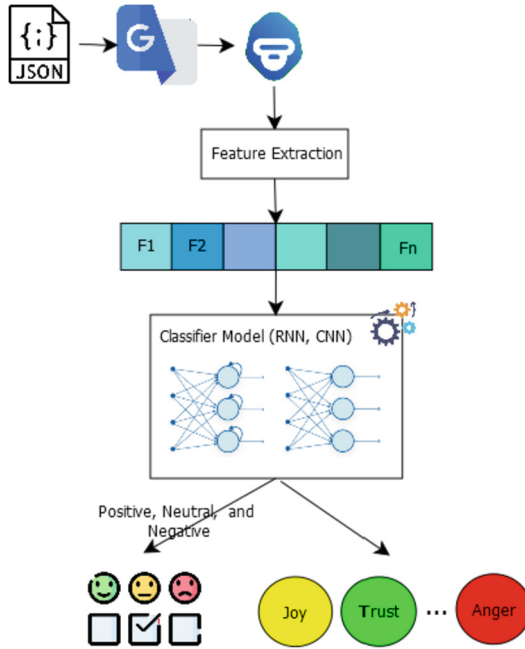 {;}
JSON
G
Feature Extraction
F1 F2 Fn
Classifier Model (RNN, CNN)
Positive, Neutral, and
Negative
Joy Trust ... Anger